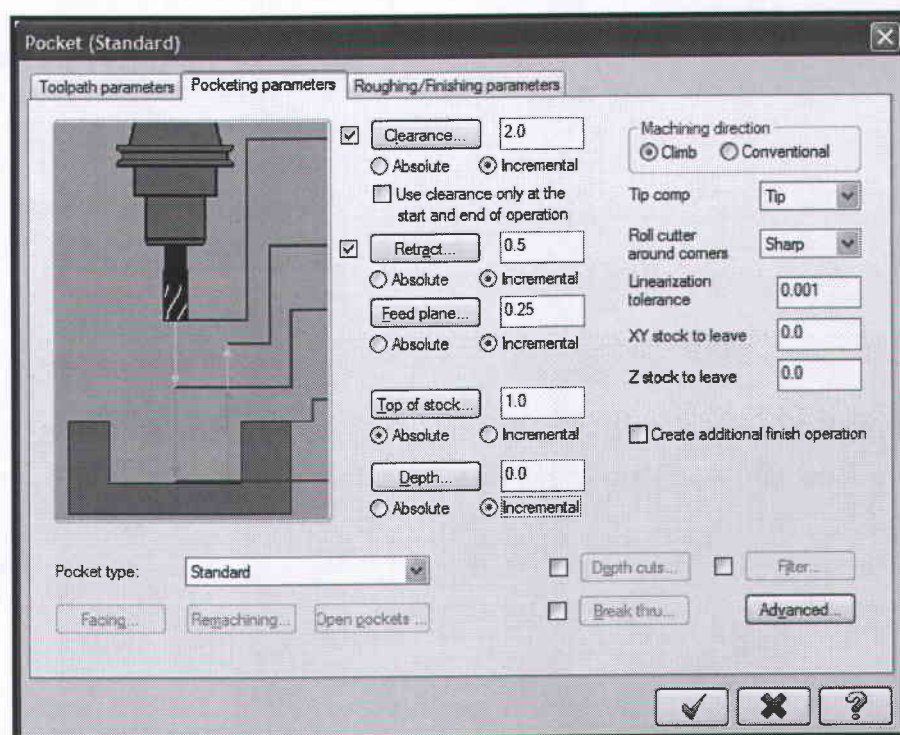 Pocket (Standard)
Toolpath parameters Pocketing parameters Roughing/Finishing parameters
Clearance... 2.0
Absolute Incremental
Use clearance only at the
start and end of operation
Retract... 0.5
Absolute Incremental
Feed plane... 0.25
Absolute Incremental
Top of stock... 1.0
Absolute Incremental
Depth... 0.0
Absolute Incremental
Machining direction
Climb Conventional
Tip comp Tip
Roll cutter
around corners Sharp
Linearization
tolerance 0.001
XY stock to leave 0.0
Z stock to leave 0.0
Create additional finish operation
Pocket type: Standard
Depth cuts... Filter...
Facing... Remachining... Open pockets ... Break thru... Advanced...
?